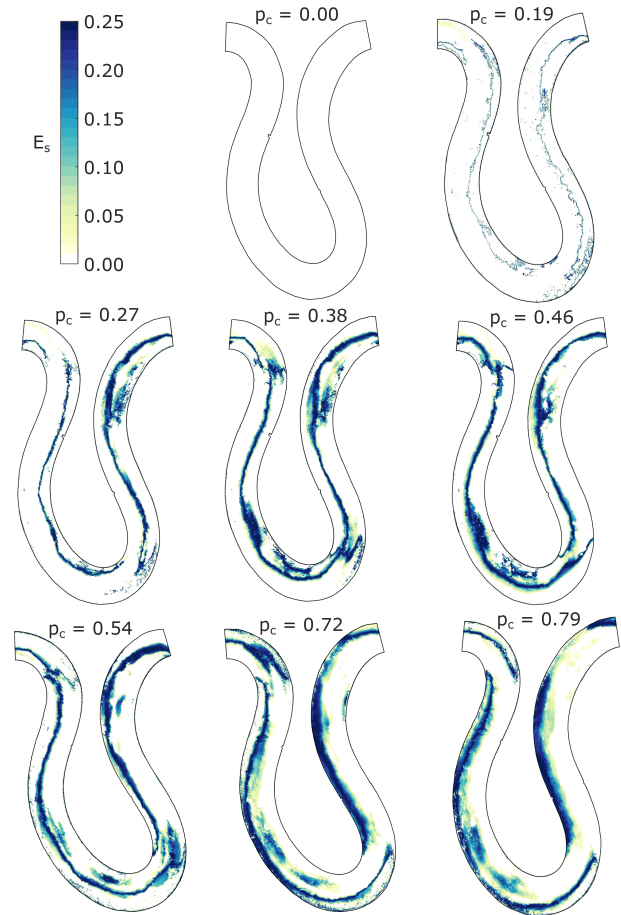 p_c = 0.00
p_c = 0.19
0.25
0.20
0.15
E_s
0.10
0.05
0.00
p_c = 0.27
p_c = 0.38
p_c = 0.46
p_c = 0.54
p_c = 0.72
p_c = 0.79